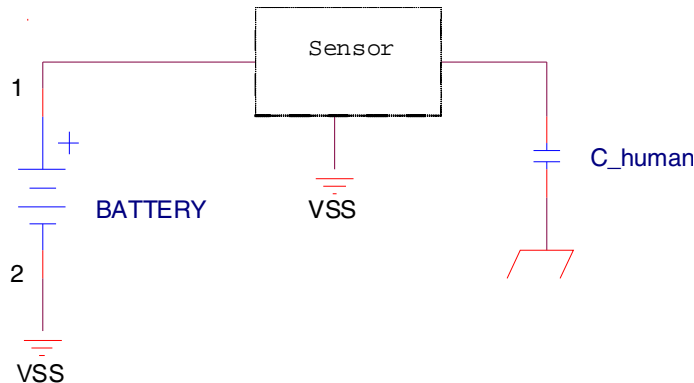 Sensor
1
+
C_human
BATTERY
VSS
2
VSS